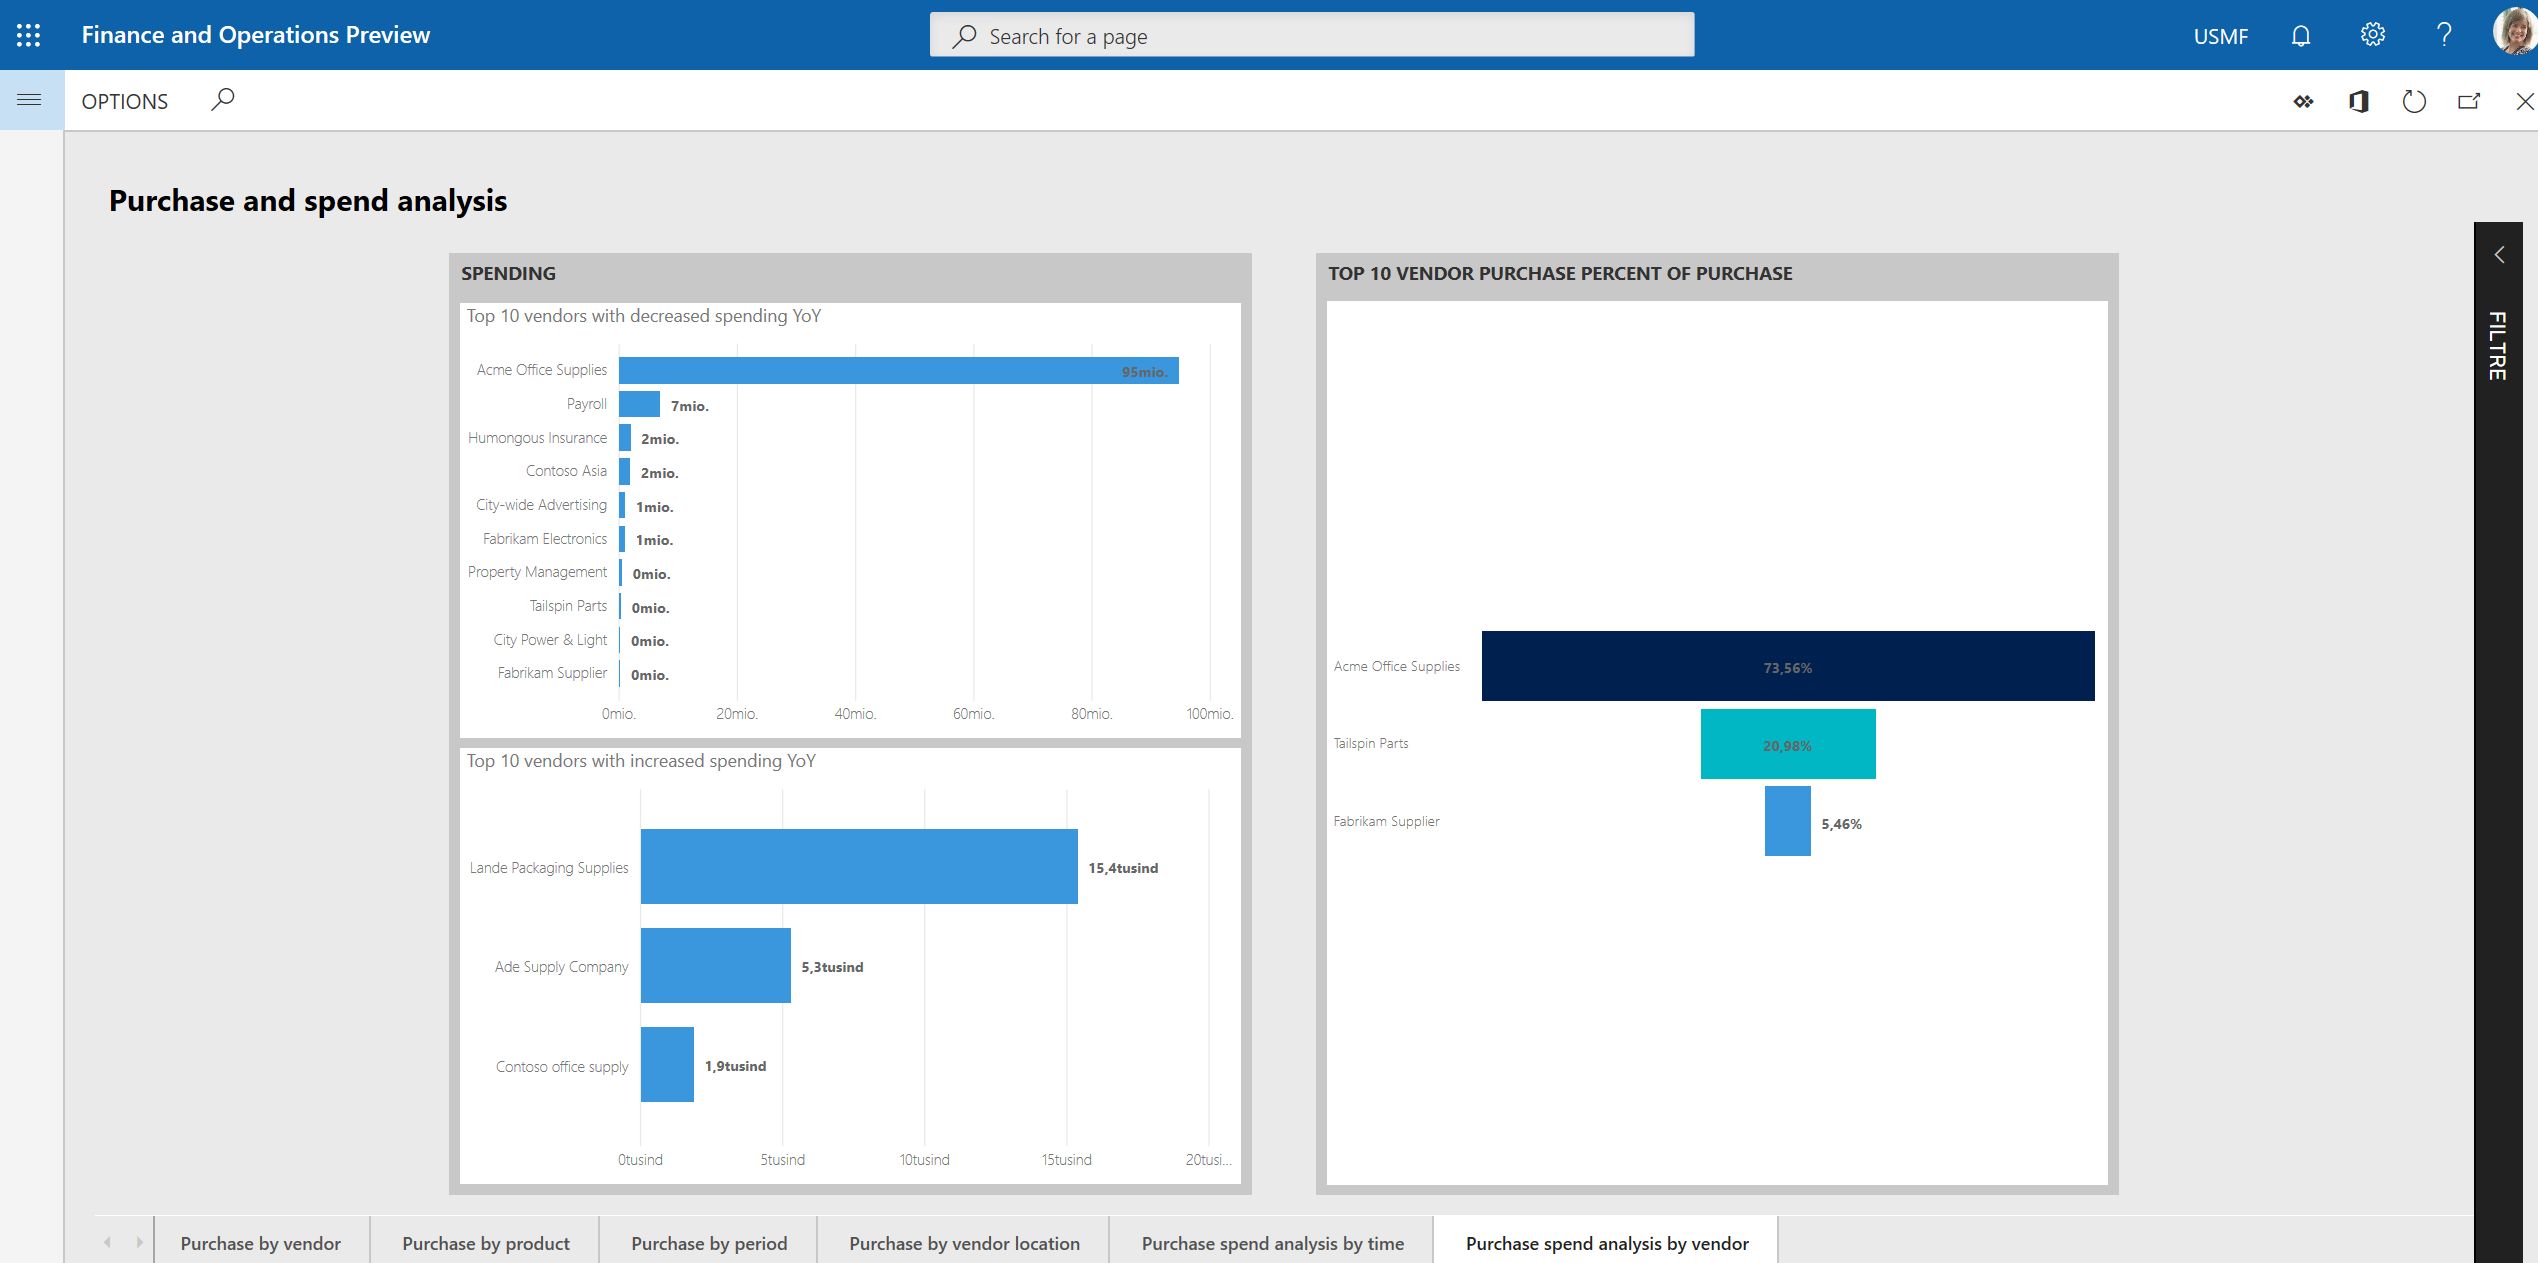 Finance and Operations Preview
Search for a page
USMF
OPTIONS
Purchase and spend analysis
SPENDING
Top 10 vendors with decreased spending YoY
Acme Office Supplies 95mio.
Payroll 7mio.
Humongous Insurance 2mio.
Contoso Asia 2mio.
City-wide Advertising 1mio.
Fabrikam Electronics 1mio.
Property Management 0mio.
Tailspin Parts 0mio.
City Power & Light 0mio.
Fabrikam Supplier 0mio.
0mio. 20mio. 40mio. 60mio. 80mio. 100mio.
Top 10 vendors with increased spending YoY
Lande Packaging Supplies 15,4tusind
Ade Supply Company 5,3tusind
Contoso office supply 1,9tusind
0tusind 5tusind 10tusind 15tusind 20tusi...
TOP 10 VENDOR PURCHASE PERCENT OF PURCHASE
Acme Office Supplies 73,56%
Tailspin Parts 20,98%
Fabrikam Supplier 5,46%
FILTRE
Purchase by vendor
Purchase by product
Purchase by period
Purchase by vendor location
Purchase spend analysis by time
Purchase spend analysis by vendor